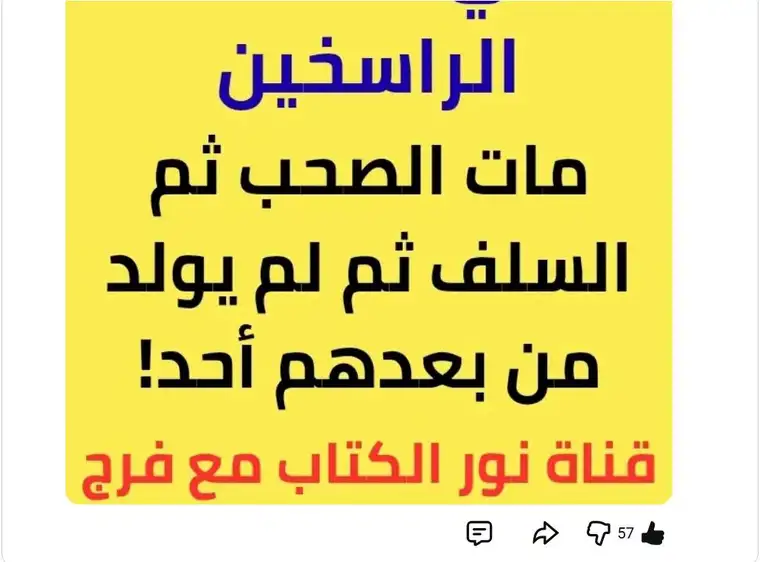 الراسخين
مات الصحب ثم
السلف ثم لم يولد
من بعدهم أحد!
قناة نور الكتاب مع فرج
57